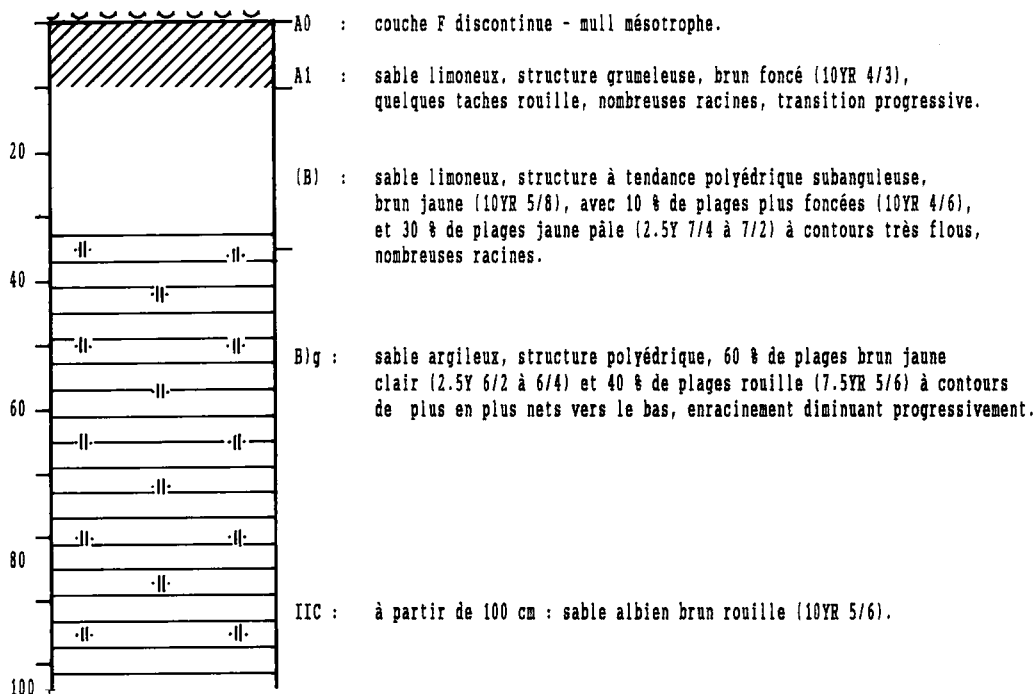 A0 : couche F discontinue - mull mésotrophe.
A1 : sable limoneux, structure grumeleuse, brun foncé (10YR 4/3),
quelques taches rouille, nombreuses racines, transition progressive.
20
(B) : sable limoneux, structure à tendance polyédrique subanguleuse,
brun jaune (10YR 5/8), avec 10 % de plages plus foncées (10YR 4/6),
et 30 % de plages jaune pâle (2.5Y 7/4 à 7/2) à contours très flous,
nombreuses racines.
40
B)g : sable argileux, structure polyédrique, 60 % de plages brun jaune
clair (2.5Y 6/2 à 6/4) et 40 % de plages rouille (7.5YR 5/6) à contours
de plus en plus nets vers le bas, enracinement diminuant progressivement.
60
80
IIC : à partir de 100 cm : sable albien brun rouille (10YR 5/6).
100